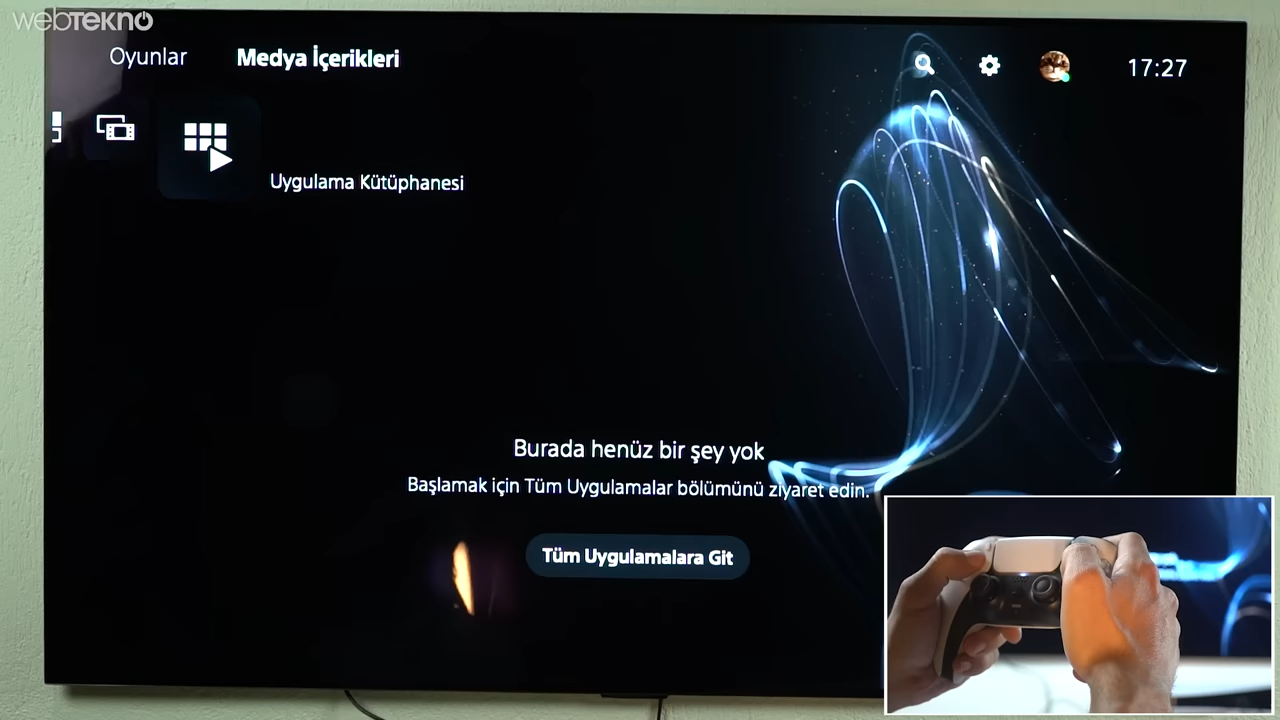 webtekno
Oyunlar
Medya İçerikleri
17:27
Uygulama Kütüphanesi
Burada henüz bir şey yok
Başlamak için Tüm Uygulamalar bölümünü ziyaret edin.
Tüm Uygulamalara Git